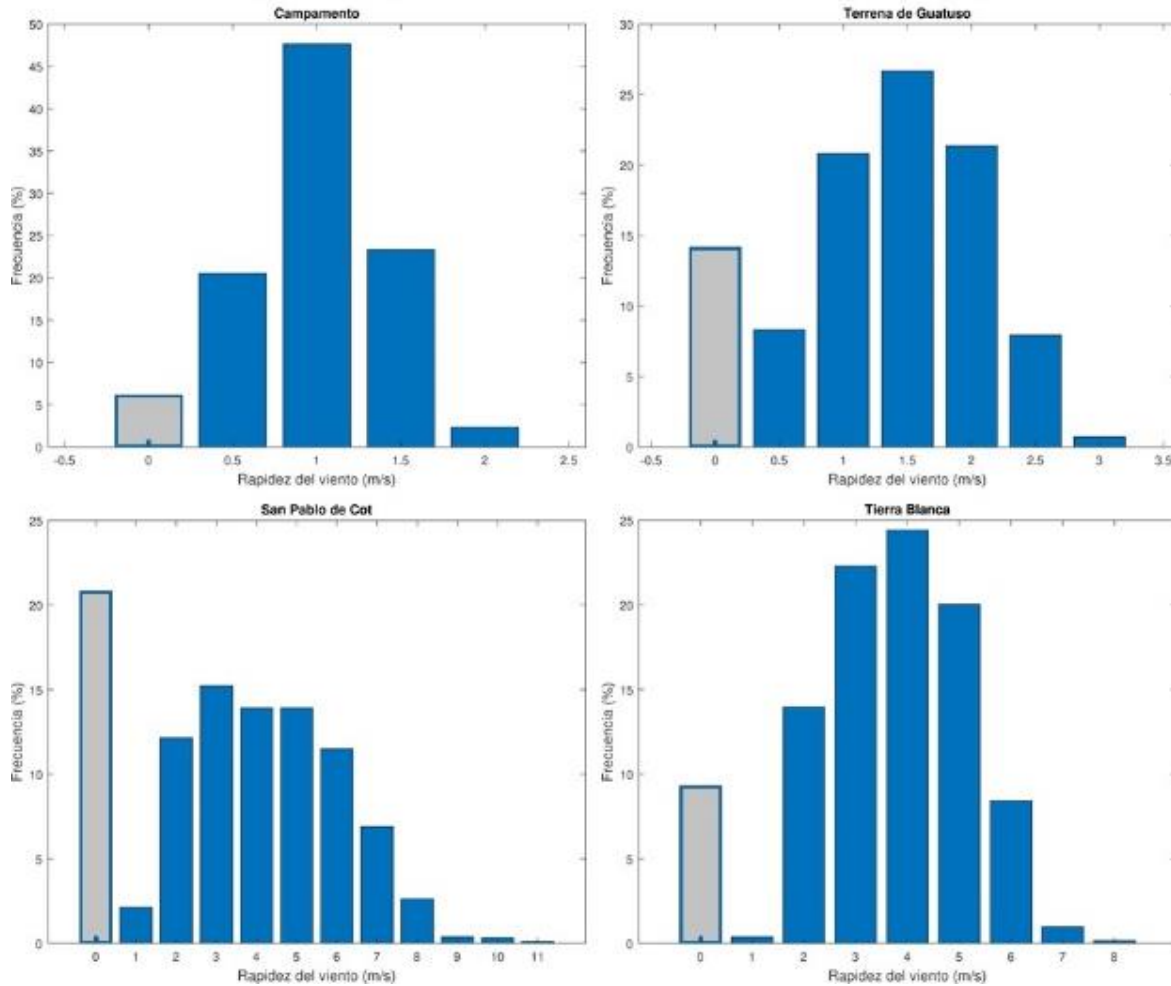 Campamento
50
45
40
35
30
25
20
15
10
5
0
Frecuencia (%)
-0.5 0 0.5 1 1.5 2 2.5
Rapidez del viento (m/s)
Terrena de Guatuso
30
25
20
15
10
5
0
Frecuencia (%)
-0.5 0 0.5 1 1.5 2 2.5 3 3.5
Rapidez del viento (m/s)
San Pablo de Cot
25
20
15
10
5
0
Frecuencia (%)
0 1 2 3 4 5 6 7 8 9 10 11
Rapidez del viento (m/s)
Tierra Blanca
25
20
15
10
5
0
Frecuencia (%)
0 1 2 3 4 5 6 7 8
Rapidez del viento (m/s)